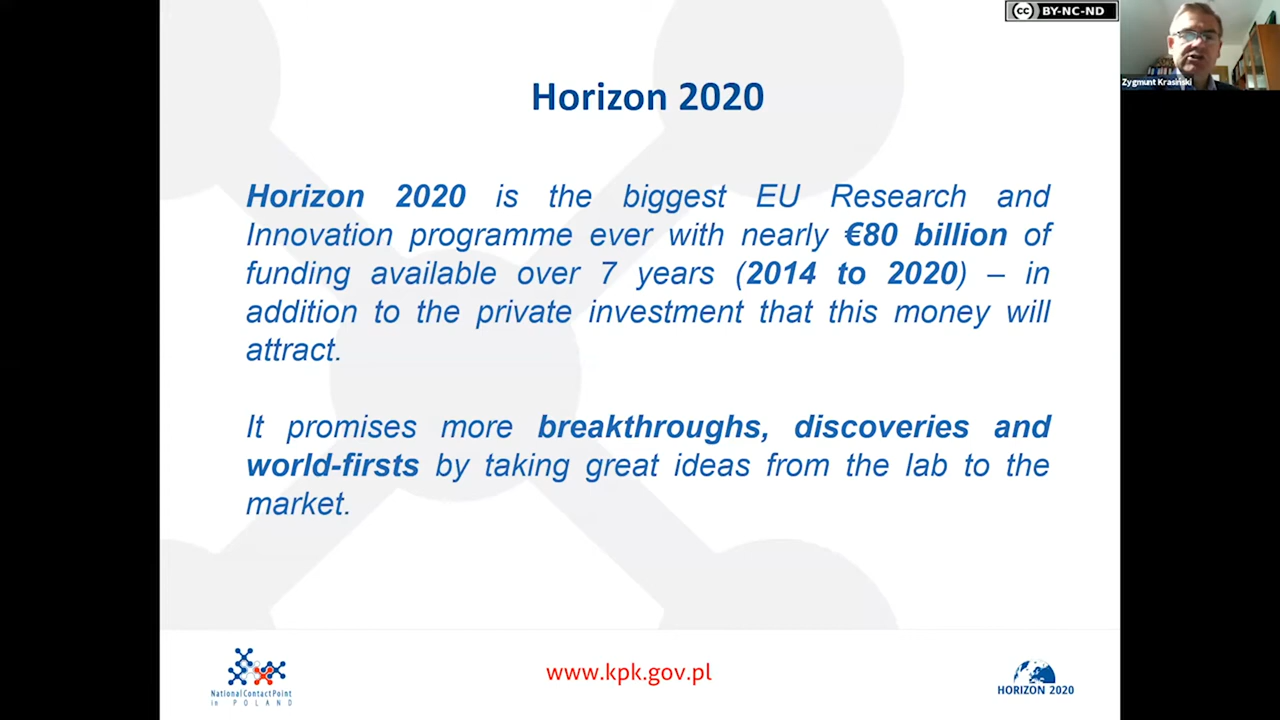 cc BY-NC-ND
Zygmunt Krasiński
Horizon 2020
Horizon 2020 is the biggest EU Research and
Innovation programme ever with nearly €80 billion of
funding available over 7 years (2014 to 2020) – in
addition to the private investment that this money will
attract.
It promises more breakthroughs, discoveries and
world-firsts by taking great ideas from the lab to the
market.
National Contact Point
in POLAND
www.kpk.gov.pl
HORIZON 2020